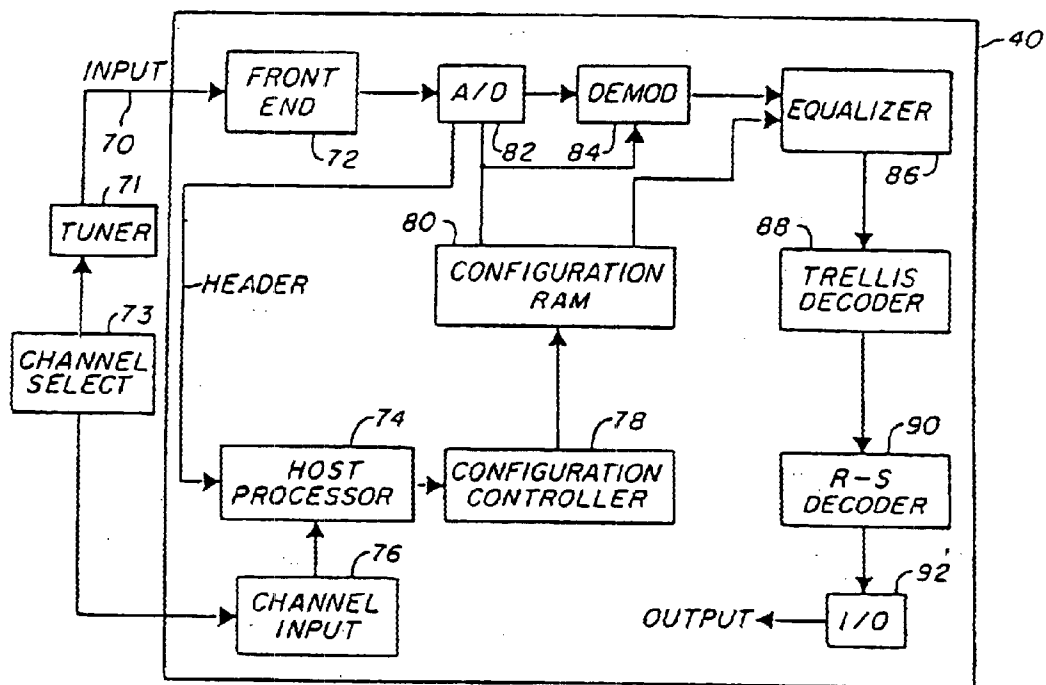 40
INPUT
70
FRONT
END
72
A/D
82
DEMOD
84
EQUALIZER
86
71
TUNER
80
CONFIGURATION
RAM
88
TRELLIS
DECODER
HEADER
73
CHANNEL
SELECT
74
HOST
PROCESSOR
78
CONFIGURATION
CONTROLLER
90
R-S
DECODER
76
CHANNEL
INPUT
92'
I/O
OUTPUT